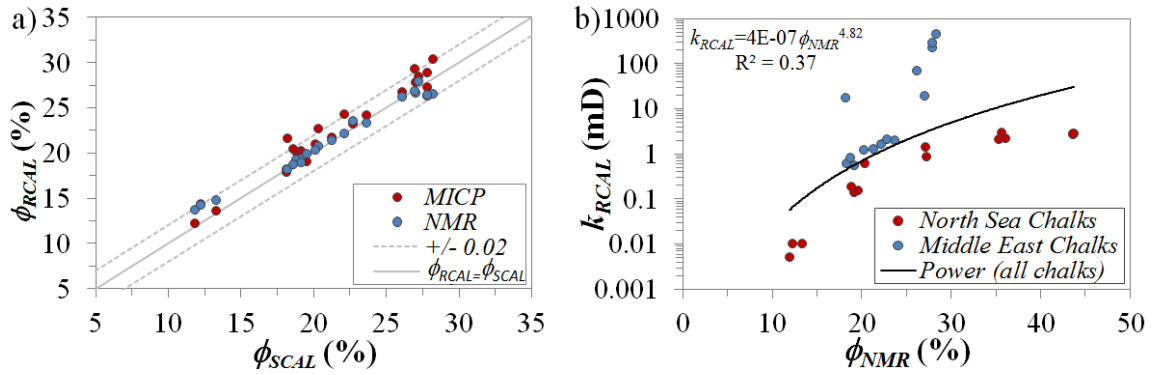 a)
35
30
25
20
15
10
5
ϕRCAL (%)
MICP
NMR
+/- 0.02
ϕRCAL=ϕSCAL
5 10 15 20 25 30 35
ϕSCAL (%)
b)
1000
100
10
1
0.1
0.01
0.001
kRCAL (mD)
kRCAL=4E-07ϕNMR^4.82
R² = 0.37
North Sea Chalks
Middle East Chalks
Power (all chalks)
0 10 20 30 40 50
ϕNMR (%)